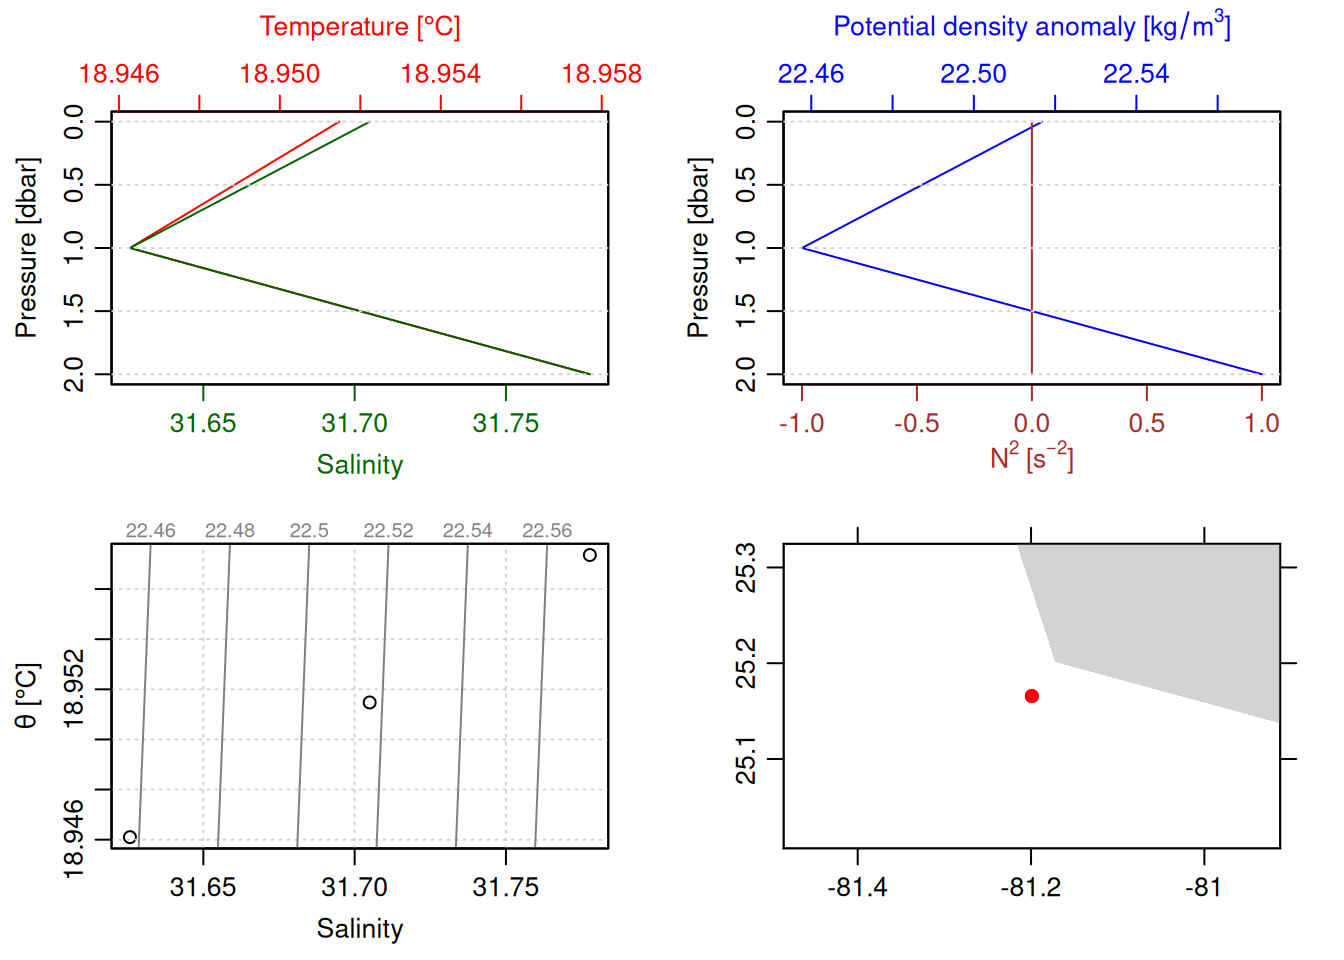 Temperature [°C]
18.946 18.950 18.954 18.958
Pressure [dbar]
0.0 0.5 1.0 1.5 2.0
31.65 31.70 31.75
Salinity
Potential density anomaly [kg/m³]
22.46 22.50 22.54
Pressure [dbar]
0.0 0.5 1.0 1.5 2.0
-1.0 -0.5 0.0 0.5 1.0
N² [s⁻²]
22.46 22.48 22.5 22.52 22.54 22.56
θ [°C]
18.952
18.946
31.65 31.70 31.75
Salinity
25.3
25.2
25.1
-81.4 -81.2 -81